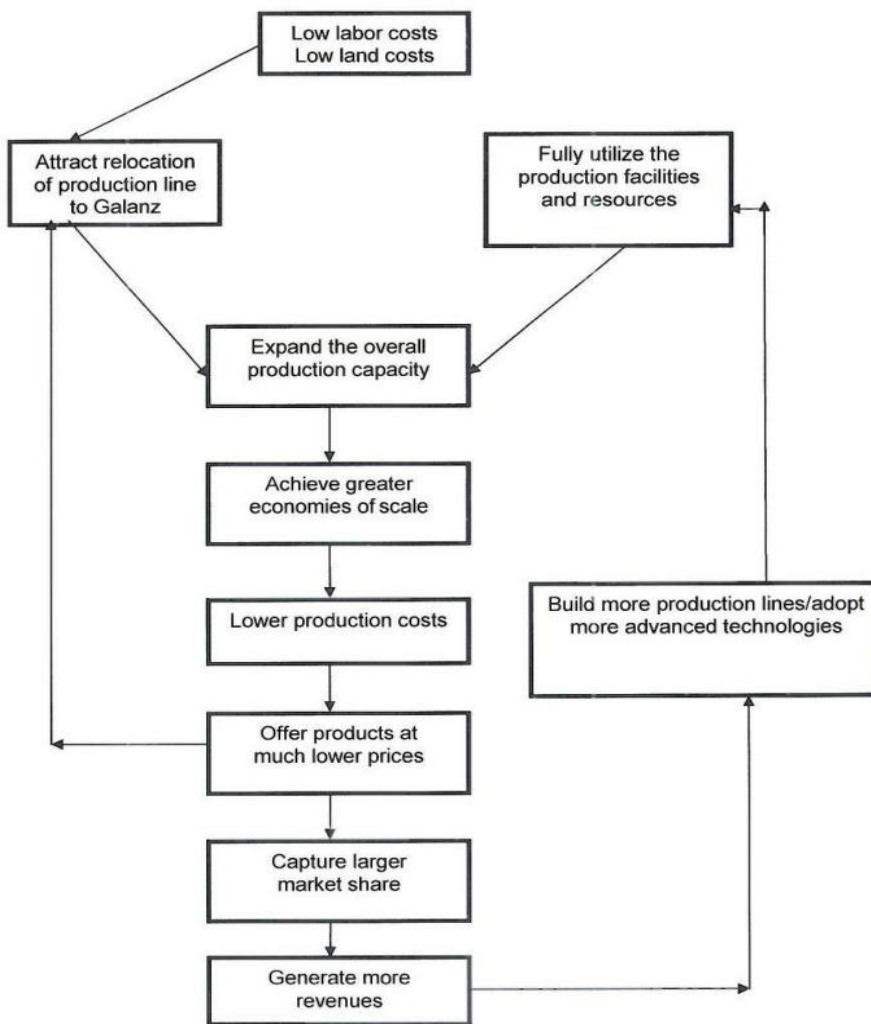 Low labor costs
Low land costs
Attract relocation
of production line
to Galanz
Fully utilize the
production facilities
and resources
Expand the overall
production capacity
Achieve greater
economies of scale
Lower production costs
Build more production lines/adopt
more advanced technologies
Offer products at
much lower prices
Capture larger
market share
Generate more
revenues